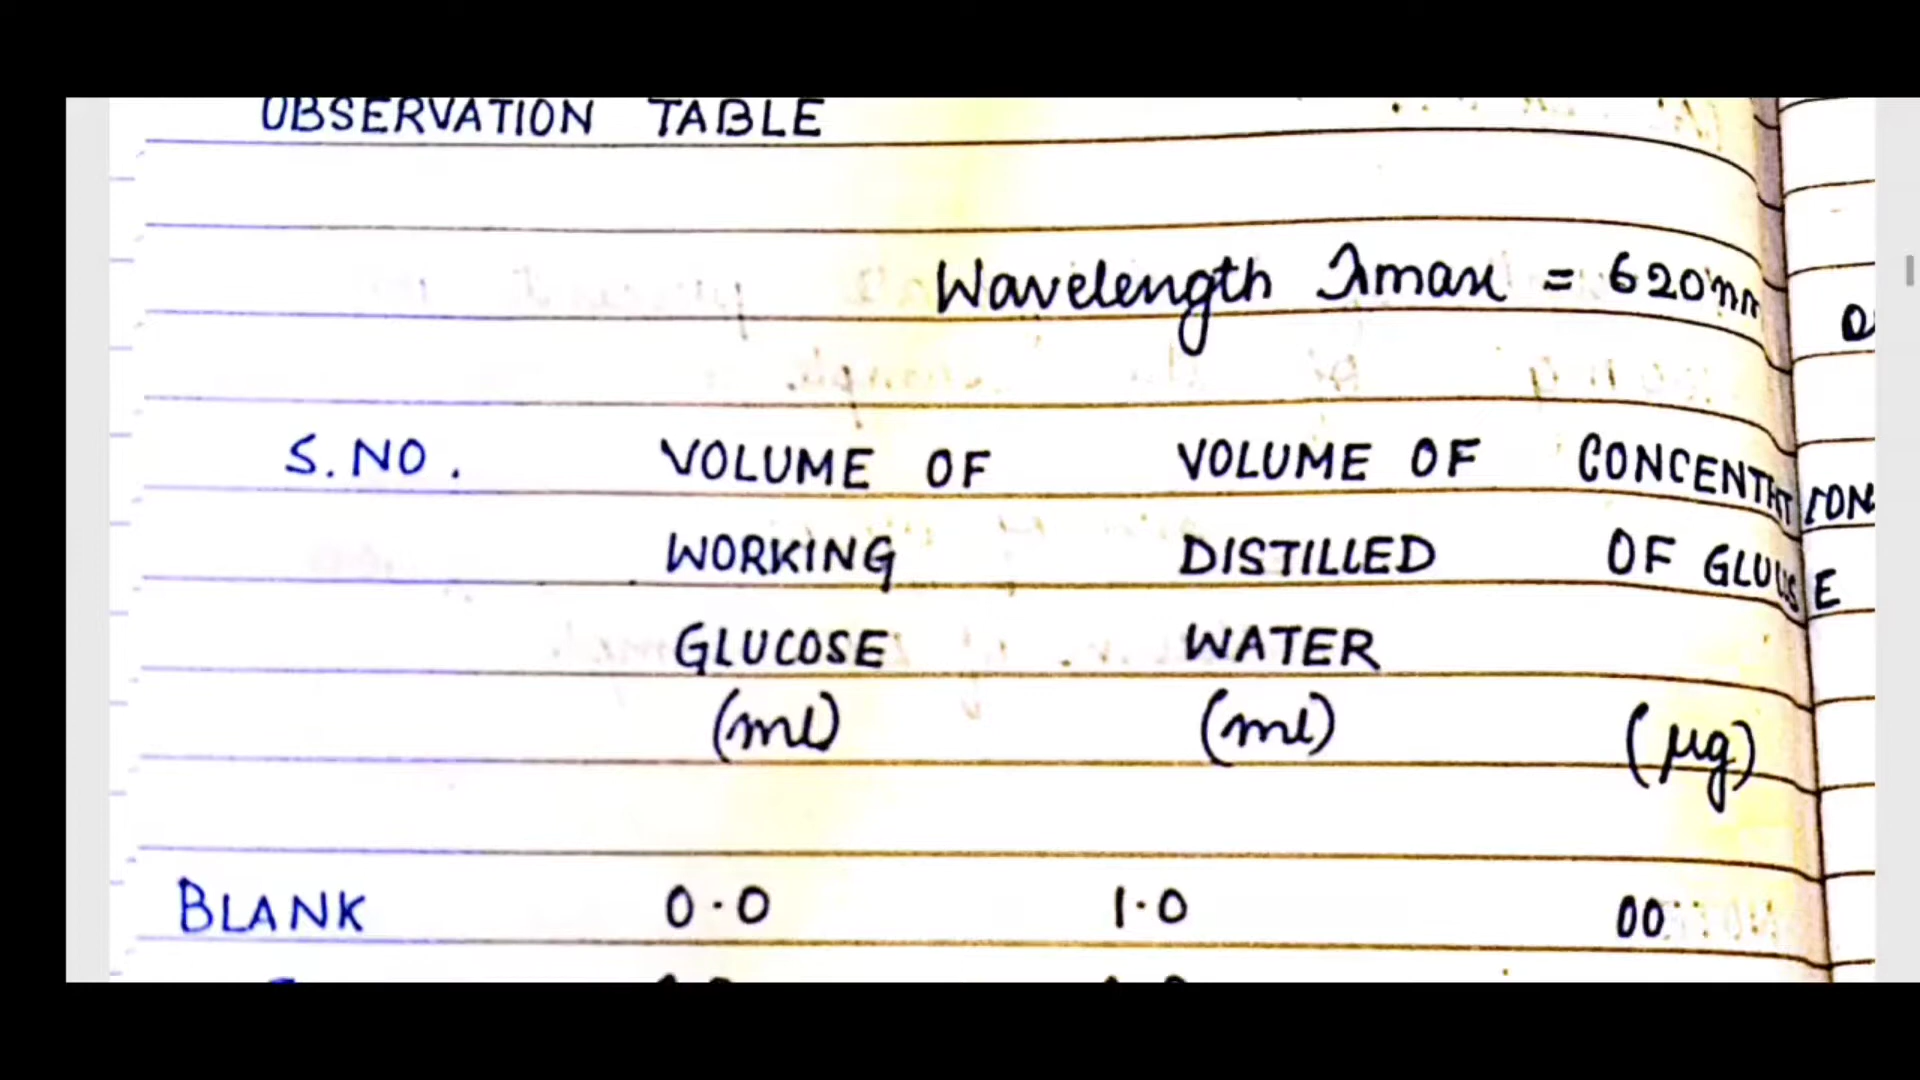 OBSERVATION TABLE
Wavelength λmax = 620nm
S.NO. VOLUME OF VOLUME OF CONCENTRATION
WORKING DISTILLED OF GLUCOSE
GLUCOSE WATER
(ml) (ml) (μg)
BLANK 0.0 1.0 00